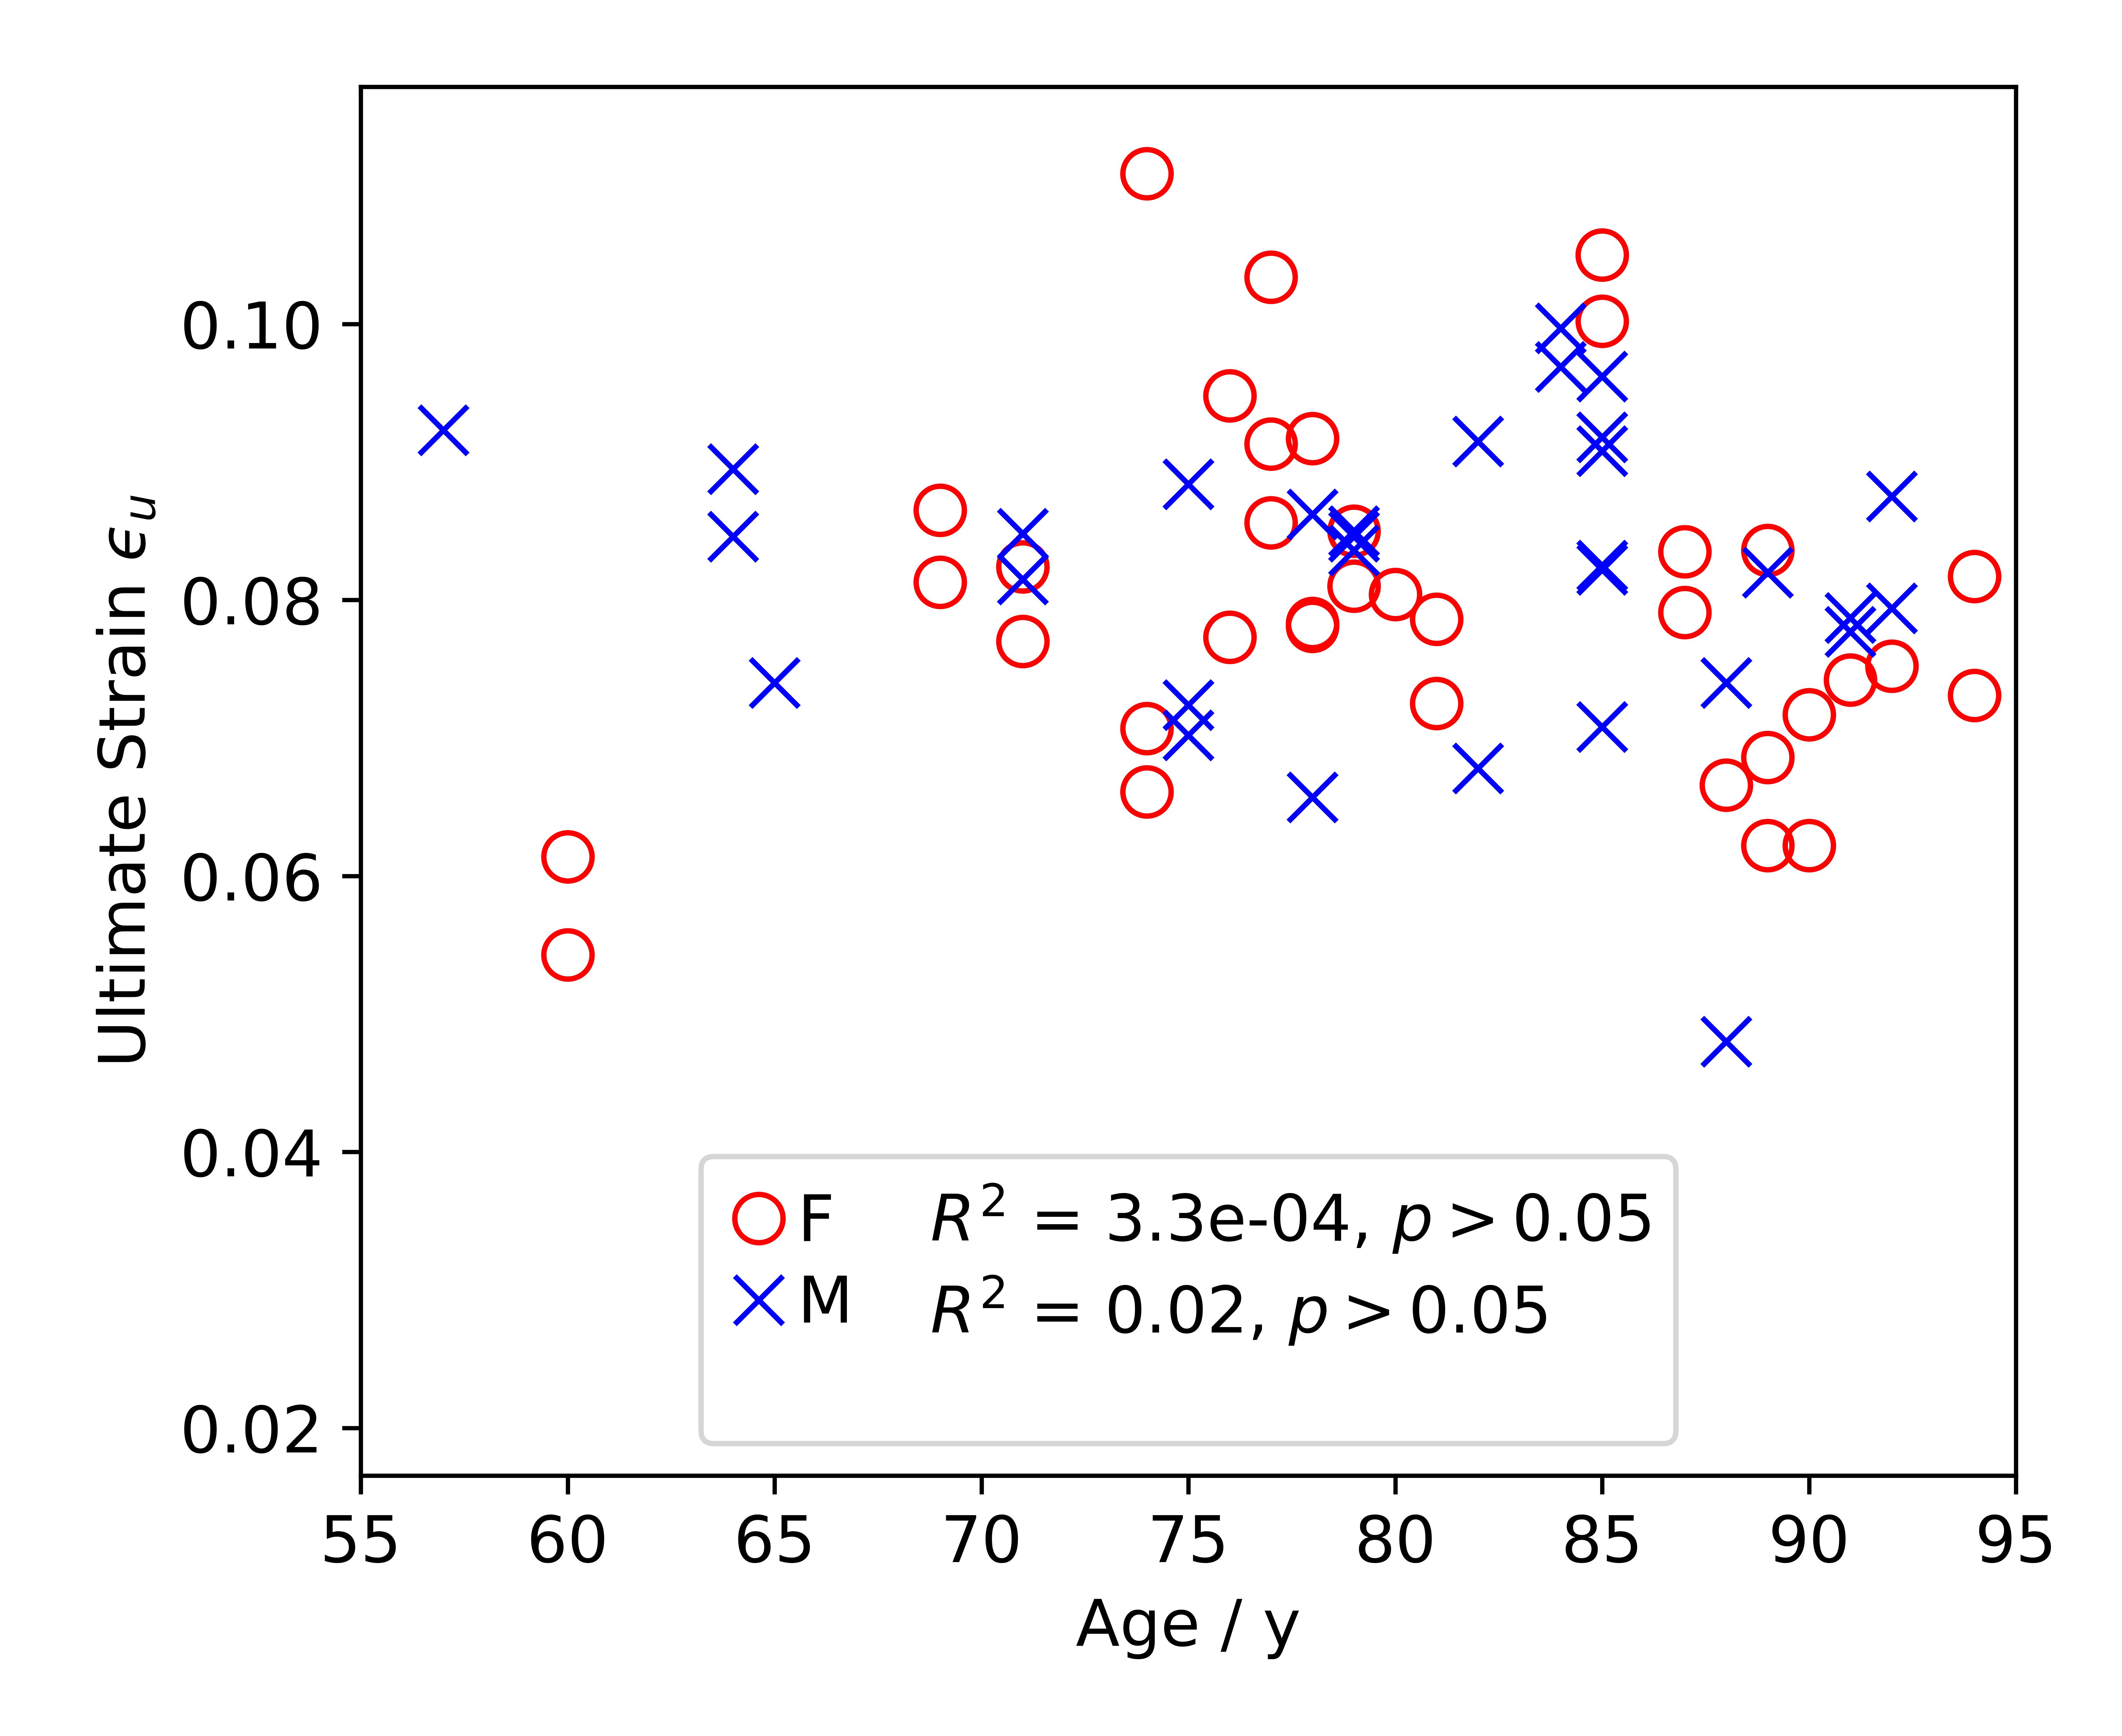 Ultimate Strain ϵu
0.10
0.08
0.06
0.04
0.02
F R² = 3.3e-04, p > 0.05
M R² = 0.02, p > 0.05
55 60 65 70 75 80 85 90 95
Age / y